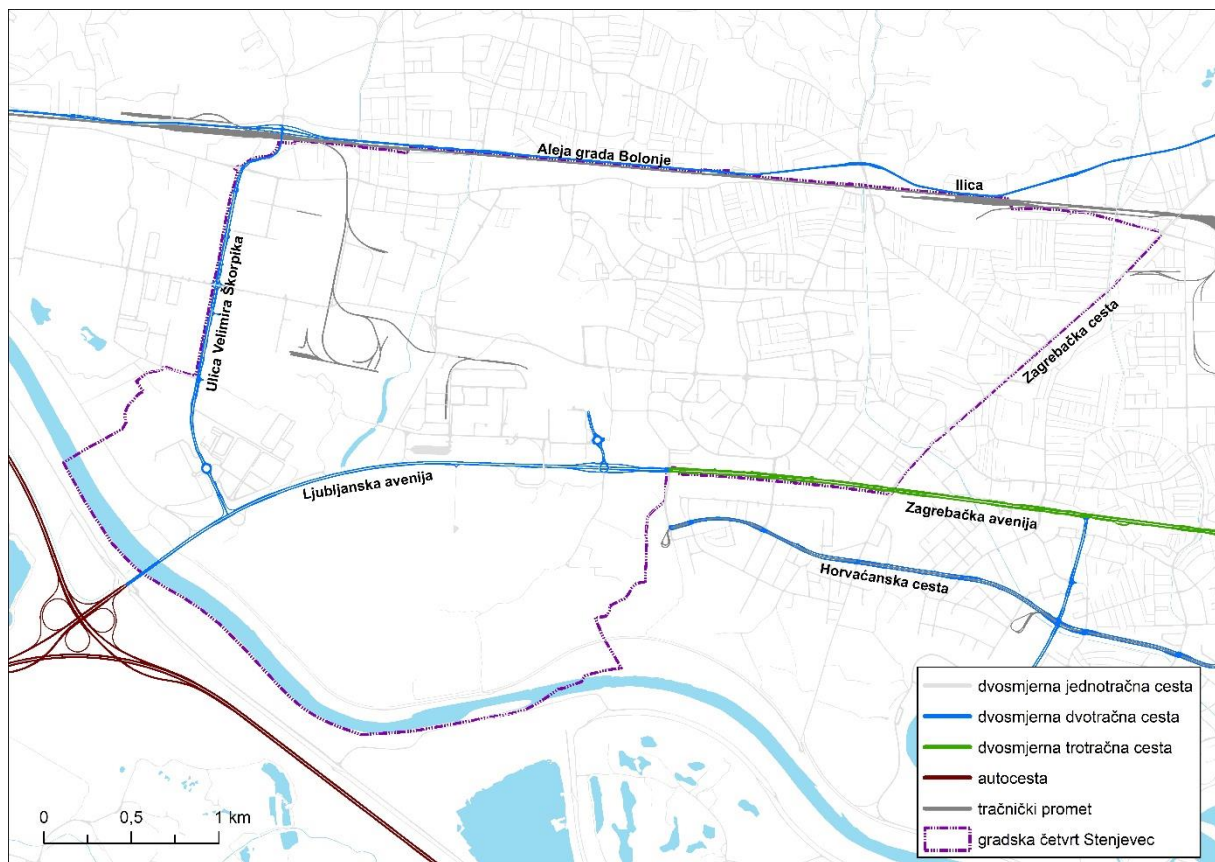 Aleja grada Bolonje
Ilica
Ulica Velimira Škorpika
Zagrebačka cesta
Ljubljanska avenija
Zagrebačka avenija
Horvaćanska cesta
dvosmjerna jednotračna cesta
dvosmjerna dvotračna cesta
dvosmjerna trotračna cesta
autocesta
tračnički promet
gradska četvrt Stenjevec
0 0,5 1 km